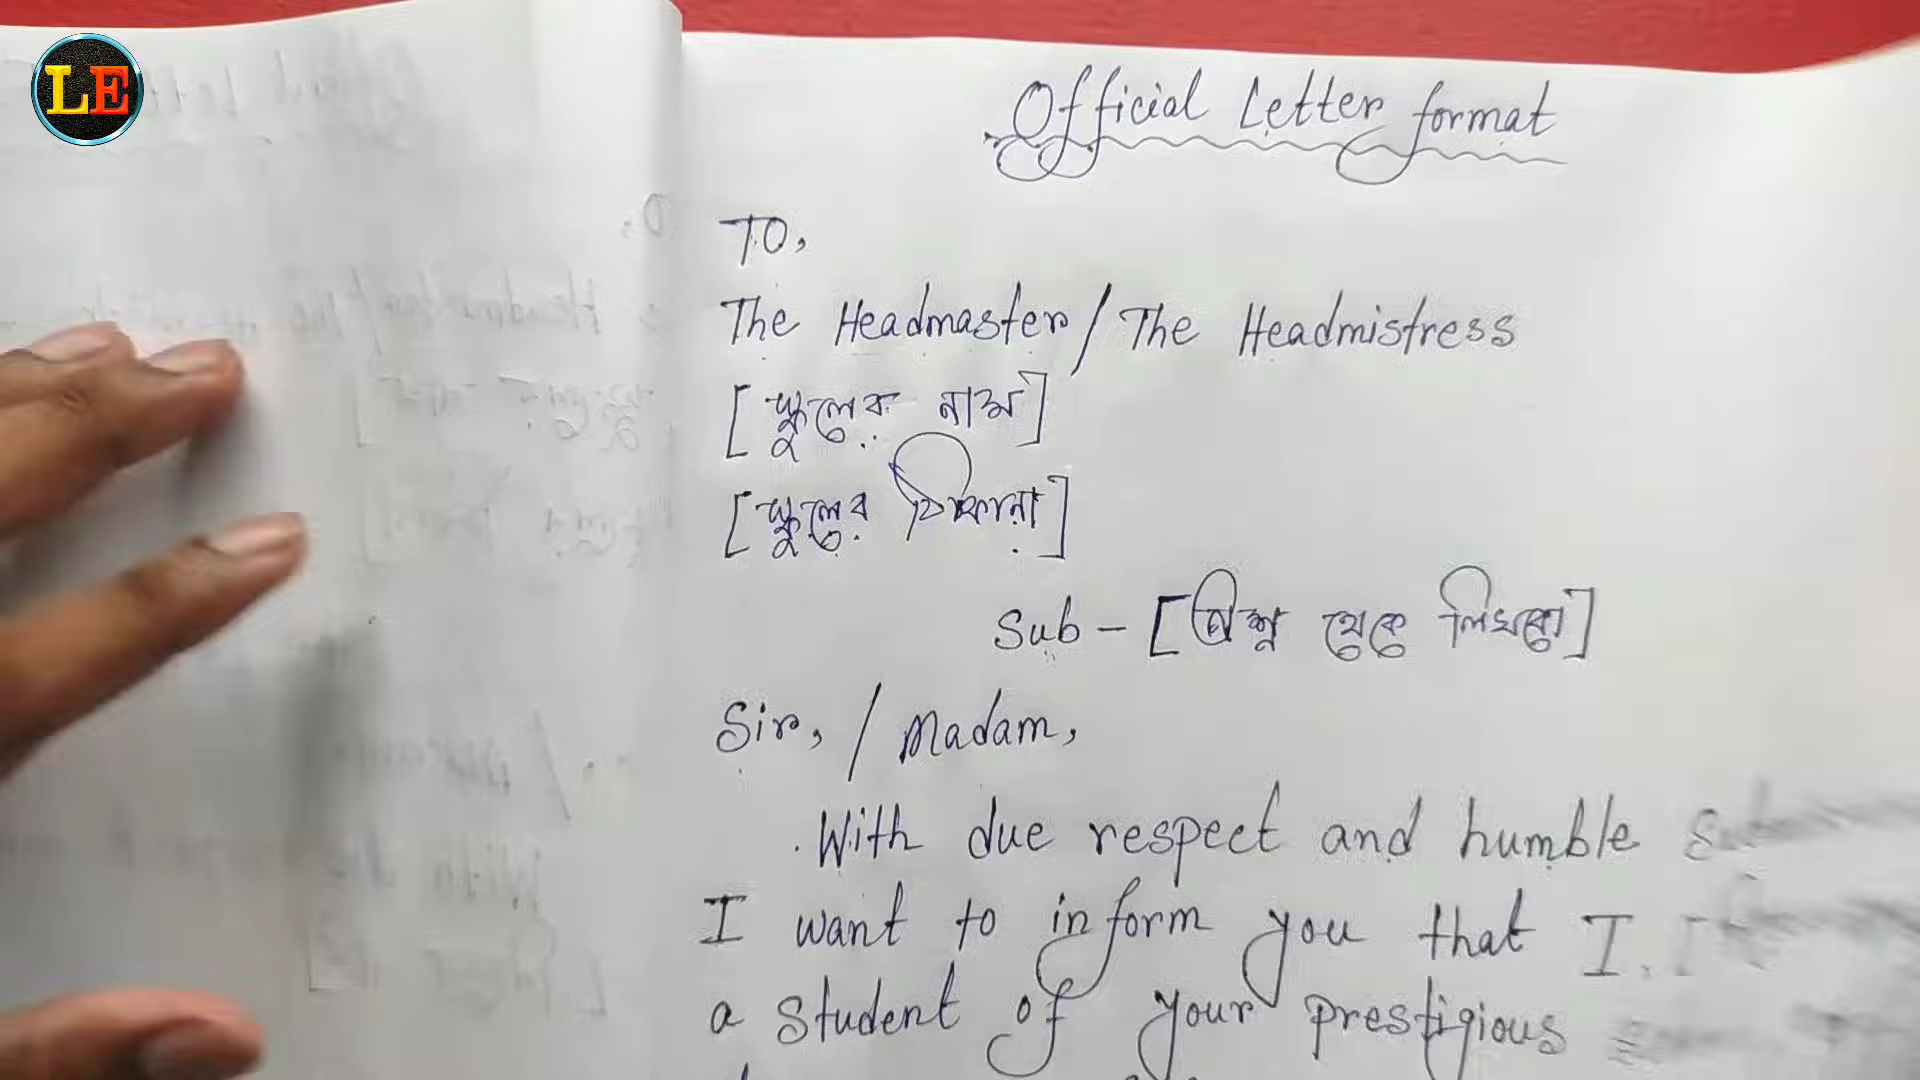 LE
Official Letter format
TO,
The Headmaster / The Headmistress
[স্কুলের নাম]
[স্কুলের ঠিকানা]
Sub – [প্রশ্ন থেকে লিখবো]
Sir, / Madam,
With due respect and humble
I want to inform you that I, [
a student of your prestigious